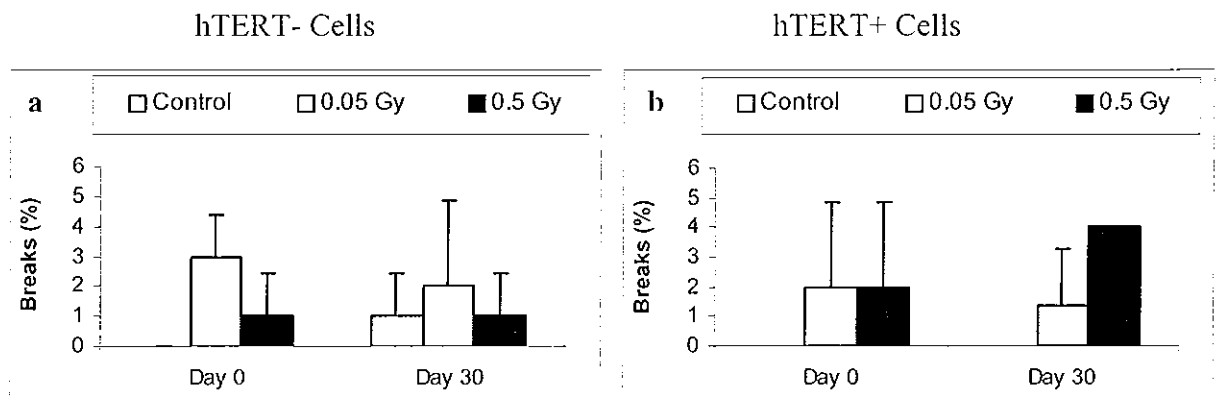 hTERT- Cells
hTERT+ Cells
a
Control 0.05 Gy 0.5 Gy
Breaks (%)
6
5
4
3
2
1
0
Day 0 Day 30
b
Control 0.05 Gy 0.5 Gy
Breaks (%)
6
5
4
3
2
1
0
Day 0 Day 30